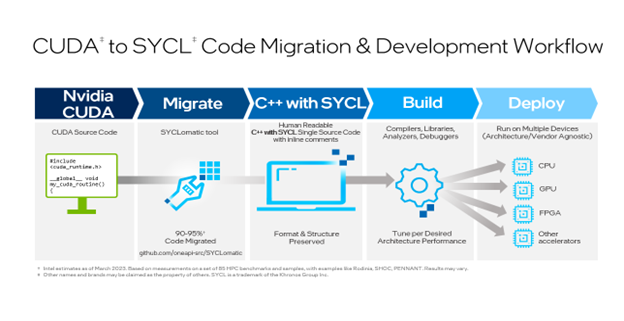 CUDA‡ to SYCL‡ Code Migration & Development Workflow
Nvidia
CUDA
Migrate
C++ with SYCL
Build
Deploy
CUDA Source Code
#include
<cuda_runtime.h>
__global__ void
my_cuda_routine()
{
SYCLomatic tool
90-95%†
Code Migrated
github.com/oneapi-src/SYCLomatic
Human Readable
C++ with SYCL Single Source Code
with inline comments
Format & Structure
Preserved
Compilers, Libraries,
Analyzers, Debuggers
Tune per Desired
Architecture Performance
Run on Multiple Devices
(Architecture/Vendor Agnostic)
CPU
GPU
FPGA
Other
accelerators
† Intel estimates as of March 2023. Based on measurements on a set of 85 HPC benchmarks and samples, with examples like Rodinia, SHOC, PENNANT. Results may vary.
‡ Other names and brands may be claimed as the property of others. SYCL is a trademark of the Khronos Group Inc.